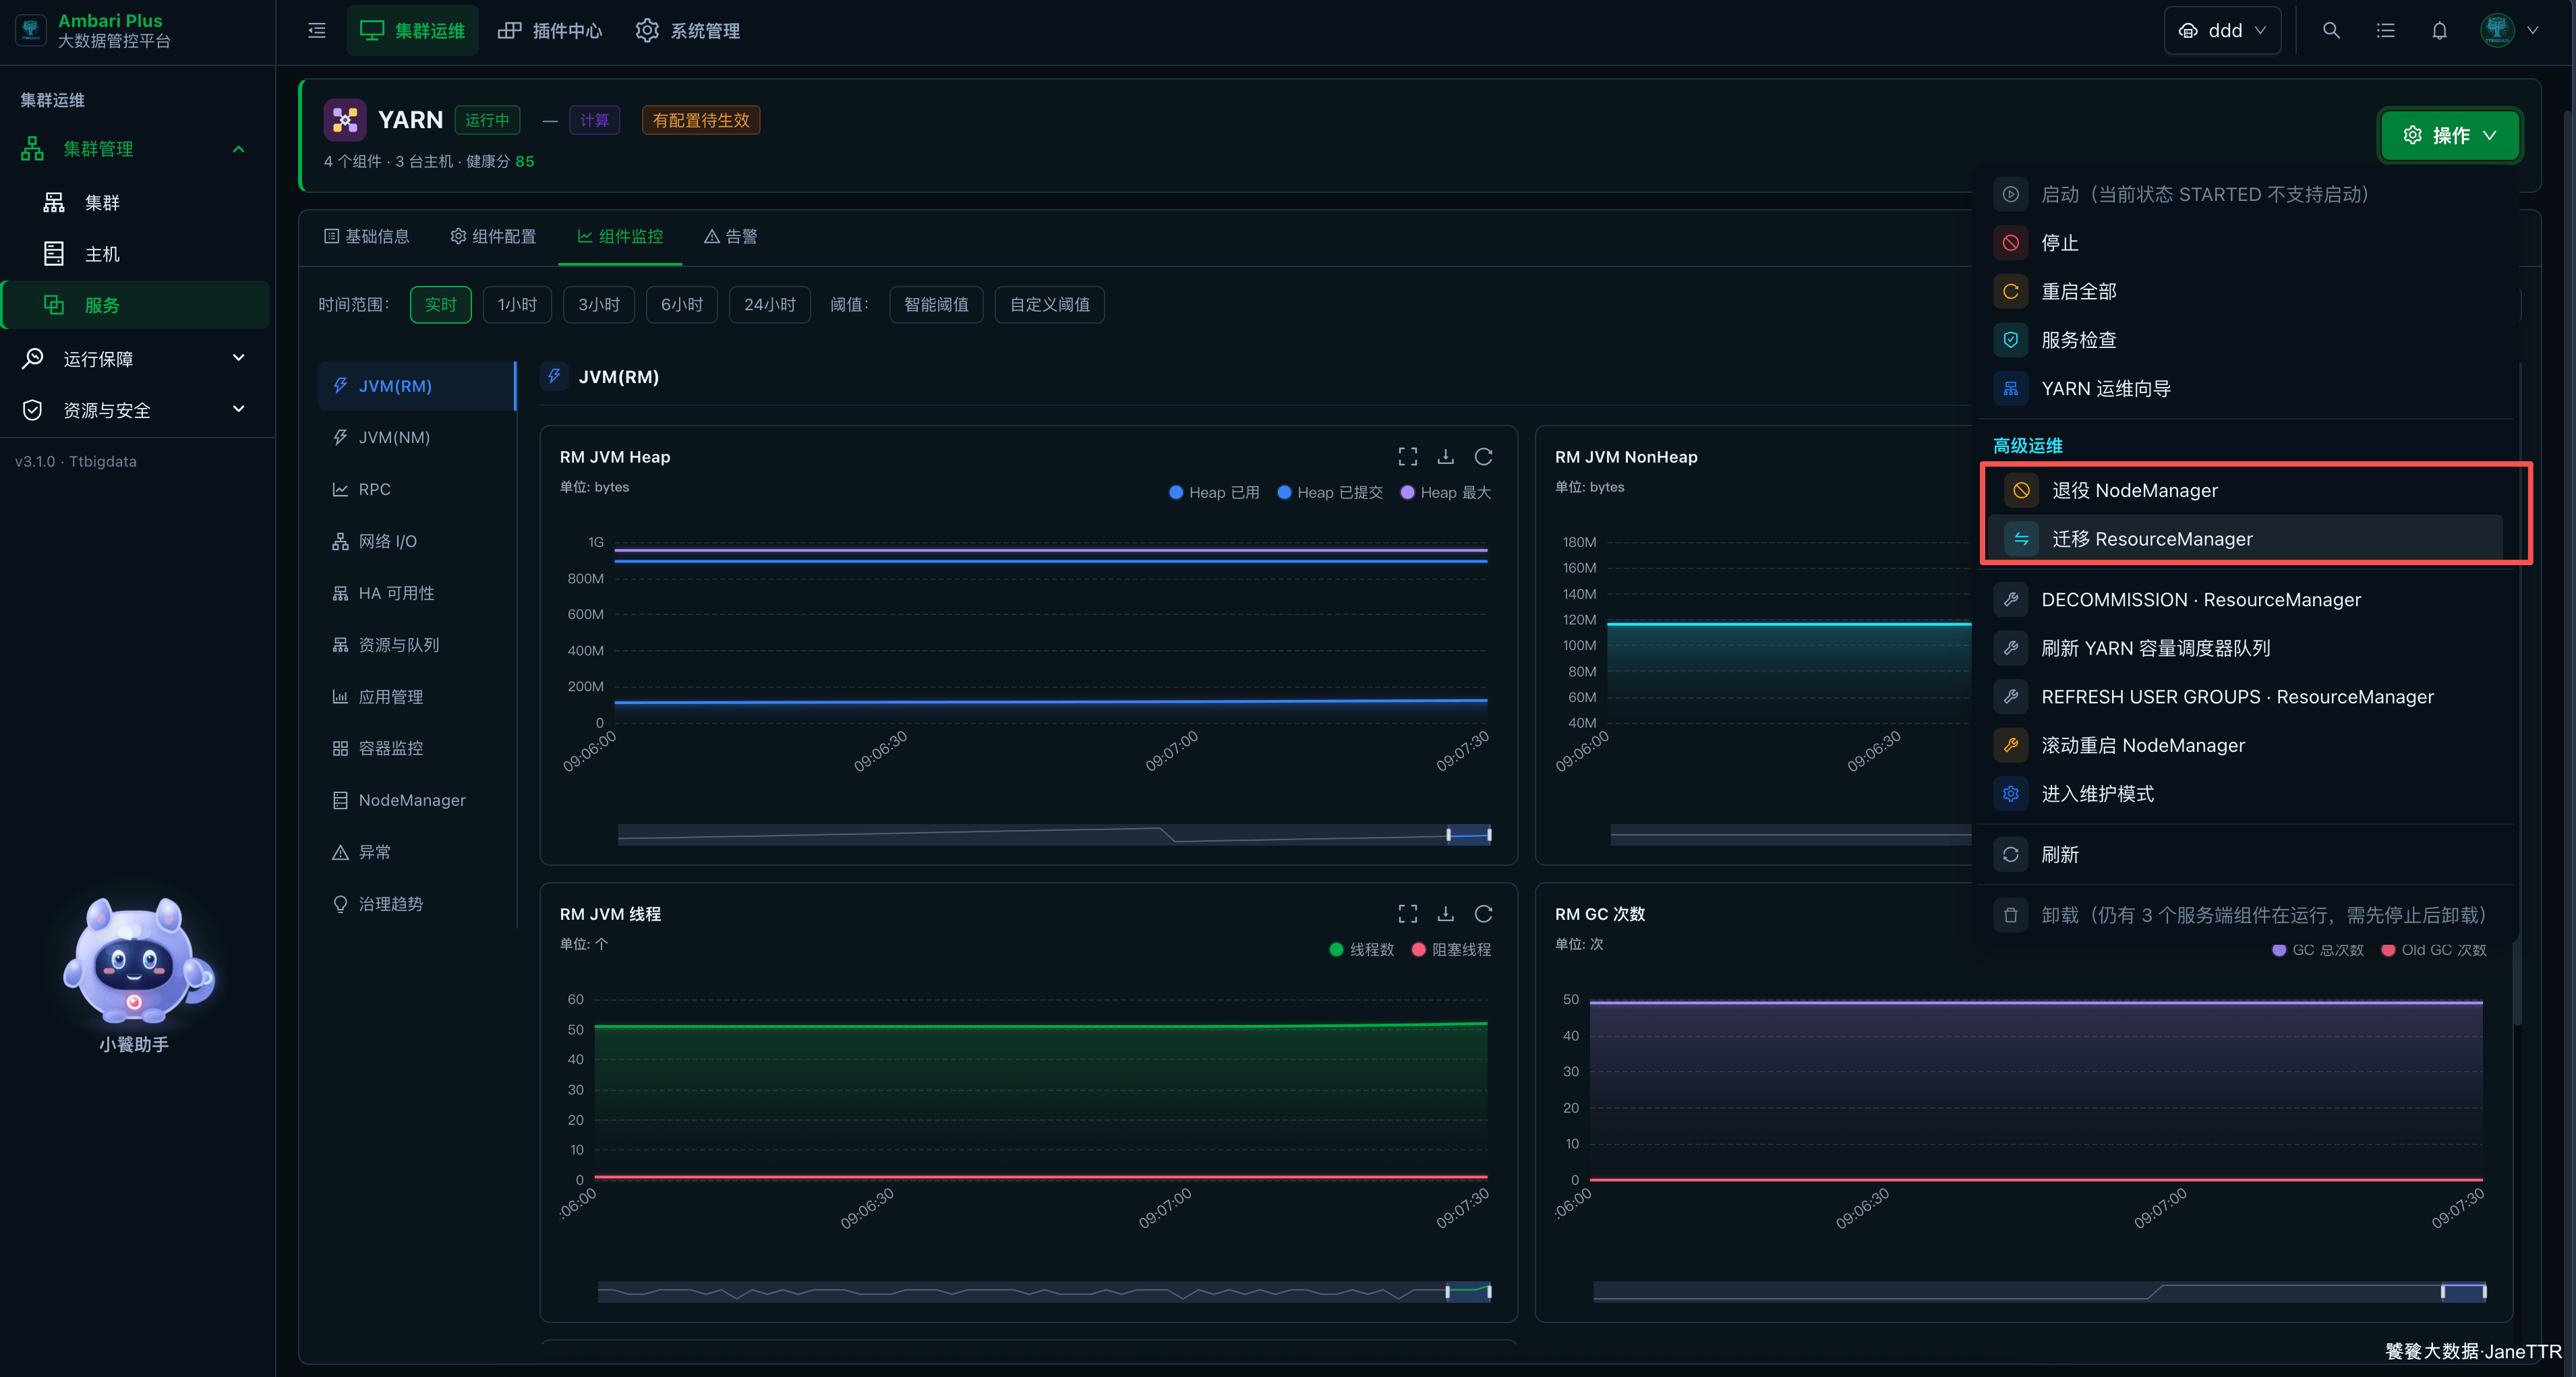 Ambari Plus
大数据管控平台
集群运维
插件中心
系统管理
ddd
集群运维
集群管理
集群
主机
服务
运行保障
资源与安全
v3.1.0 · Ttbigdata
小饕助手
YARN
运行中
—
计算
有配置待生效
4 个组件 · 3 台主机 · 健康分 85
操作
基础信息
组件配置
组件监控
告警
时间范围：
实时
1小时
3小时
6小时
24小时
阈值：
智能阈值
自定义阈值
JVM(RM)
JVM(NM)
RPC
网络 I/O
HA 可用性
资源与队列
应用管理
容器监控
NodeManager
异常
治理趋势
JVM(RM)
RM JVM Heap
单位: bytes
Heap 已用
Heap 已提交
Heap 最大
1G
800M
600M
400M
200M
0
09:06:00
09:06:30
09:07:00
09:07:30
RM JVM NonHeap
单位: bytes
180M
160M
140M
120M
100M
80M
60M
40M
09:06:00
09:06:30
RM JVM 线程
单位: 个
线程数
阻塞线程
60
50
40
30
20
10
0
:06:00
09:06:30
09:07:00
09:07:30
RM GC 次数
单位: 次
GC 总次数
Old GC 次数
50
40
30
20
10
0
:06:00
09:06:30
09:07:00
09:07:30
启动（当前状态 STARTED 不支持启动）
停止
重启全部
服务检查
YARN 运维向导
高级运维
退役 NodeManager
迁移 ResourceManager
DECOMMISSION · ResourceManager
刷新 YARN 容量调度器队列
REFRESH USER GROUPS · ResourceManager
滚动重启 NodeManager
进入维护模式
刷新
卸载（仍有 3 个服务端组件在运行，需先停止后卸载）
饕餮大数据·JaneTTR